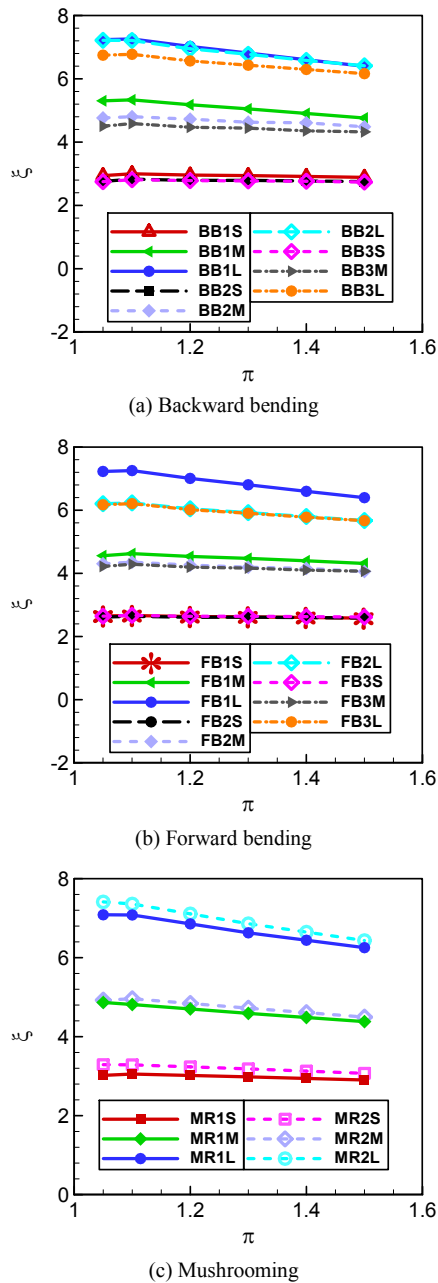 8
6
4
2
0
-2
ξ
1 1.2 1.4 1.6
π
BB1S BB2L
BB1M BB3S
BB1L BB3M
BB2S BB3L
BB2M
(a) Backward bending
8
6
4
2
0
-2
ξ
1 1.2 1.4 1.6
π
FB1S FB2L
FB1M FB3S
FB1L FB3M
FB2S FB3L
FB2M
(b) Forward bending
8
6
4
2
0
ξ
1 1.2 1.4 1.6
π
MR1S MR2S
MR1M MR2M
MR1L MR2L
(c) Mushrooming